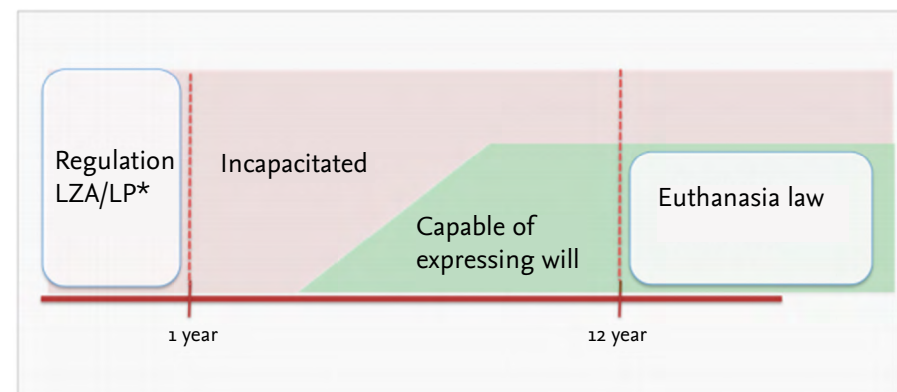 Regulation
LZA/LP*
Incapacitated
Capable of
expressing will
Euthanasia law
1 year
12 year